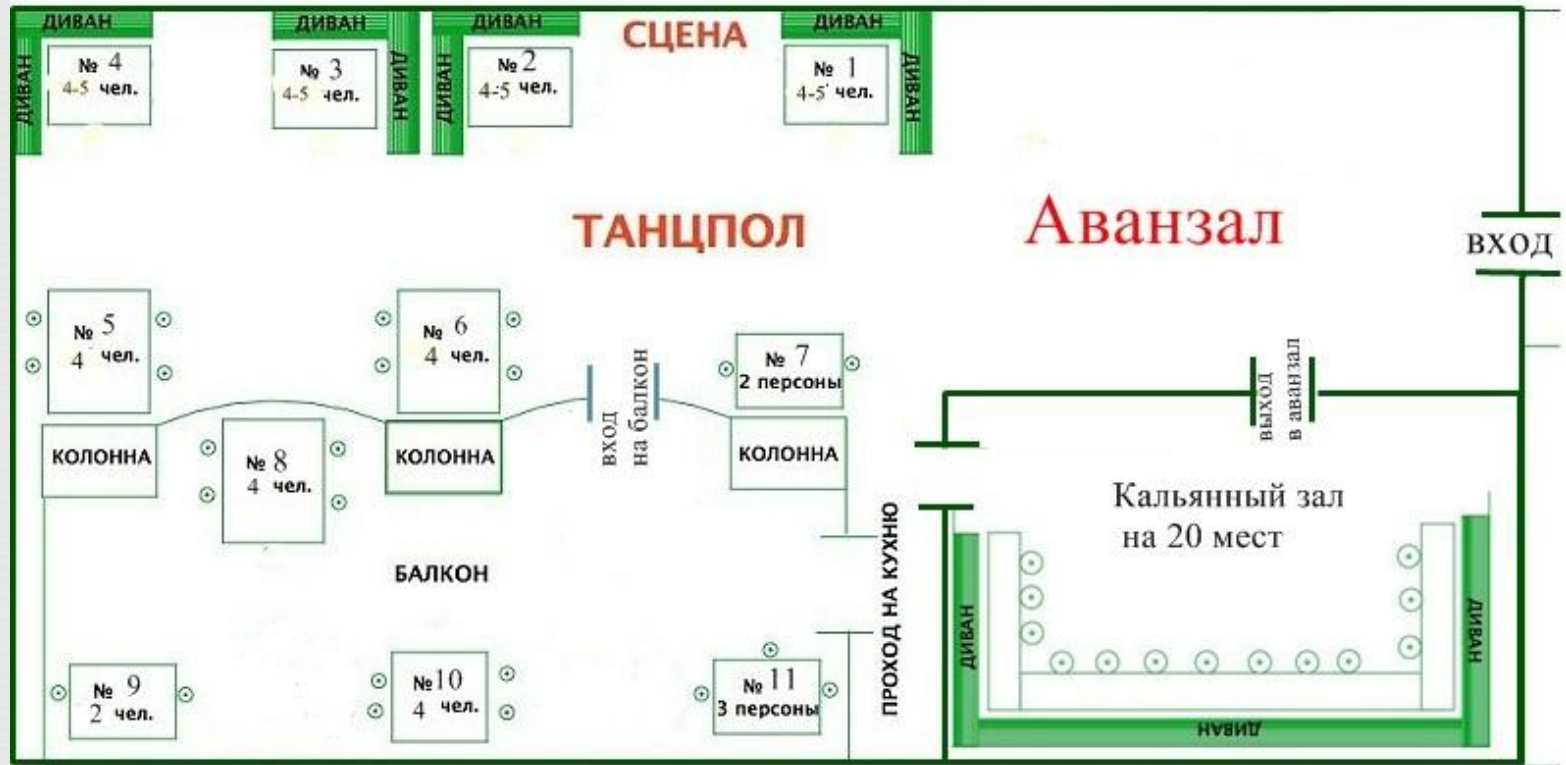 ДИВАН
ДИВАН
ДИВАН
СЦЕНА
ДИВАН
ДИВАН
№ 4
4-5 чел.
№ 3
4-5 чел.
ДИВАН
ДИВАН
№ 2
4-5 чел.
№ 1
4-5 чел.
ДИВАН
ТАНЦПОЛ
Аванзал
вход
№ 5
4 чел.
№ 6
4 чел.
вход
на балкон
№ 7
2 персоны
выход
в аванзал
КОЛОННА
№ 8
4 чел.
КОЛОННА
КОЛОННА
Кальянный зал
на 20 мест
БАЛКОН
ПРОХОД НА КУХНЮ
ДИВАН
ДИВАН
ДИВАН
№ 9
2 чел.
№10
4 чел.
№ 11
3 персоны